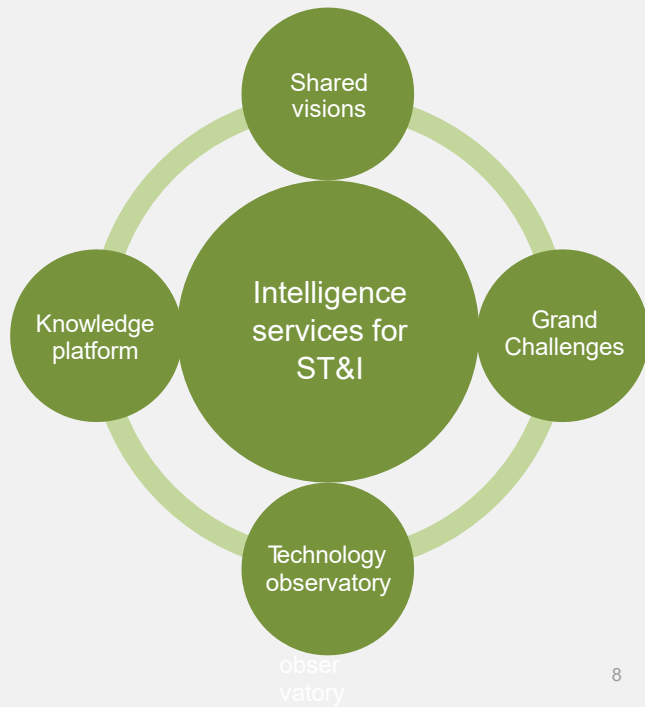 Shared
visions
Intelligence
services for
ST&I
Knowledge
platform
Grand
Challenges
Technology
observatory
obser
vatory
8